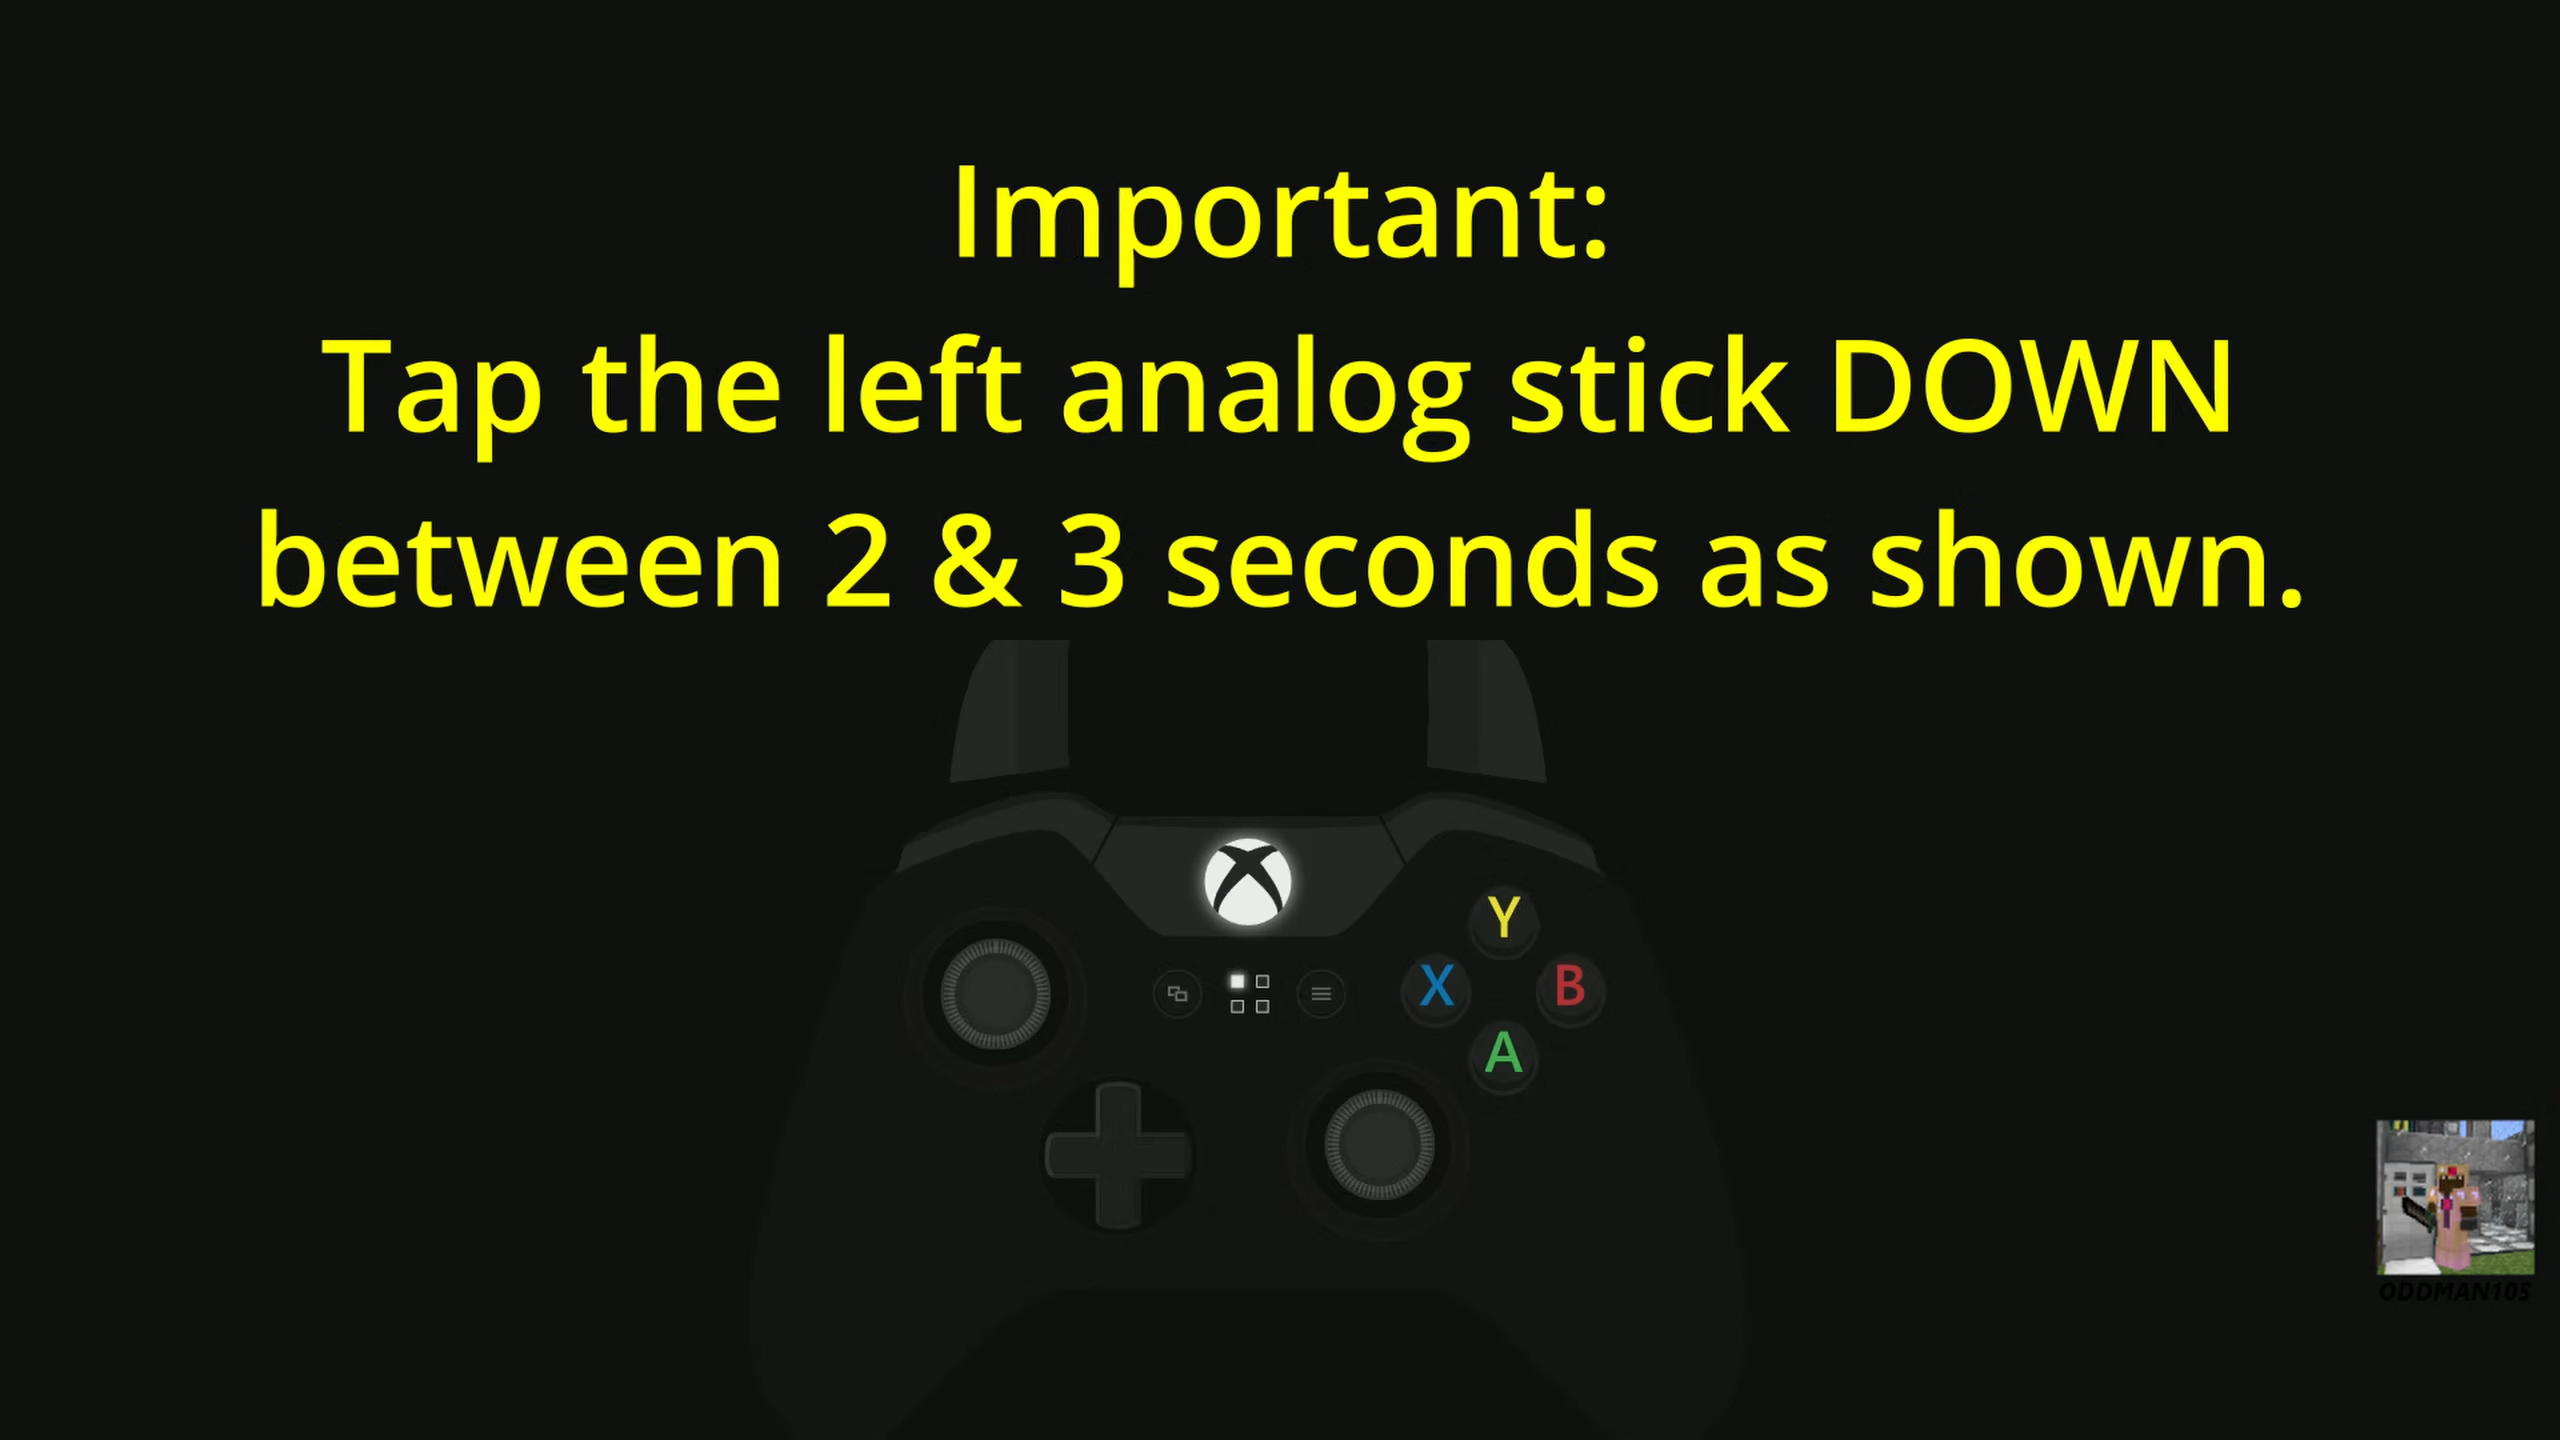 Important:
Tap the left analog stick DOWN
between 2 & 3 seconds as shown.
Y
X
B
A
ODDMAN105